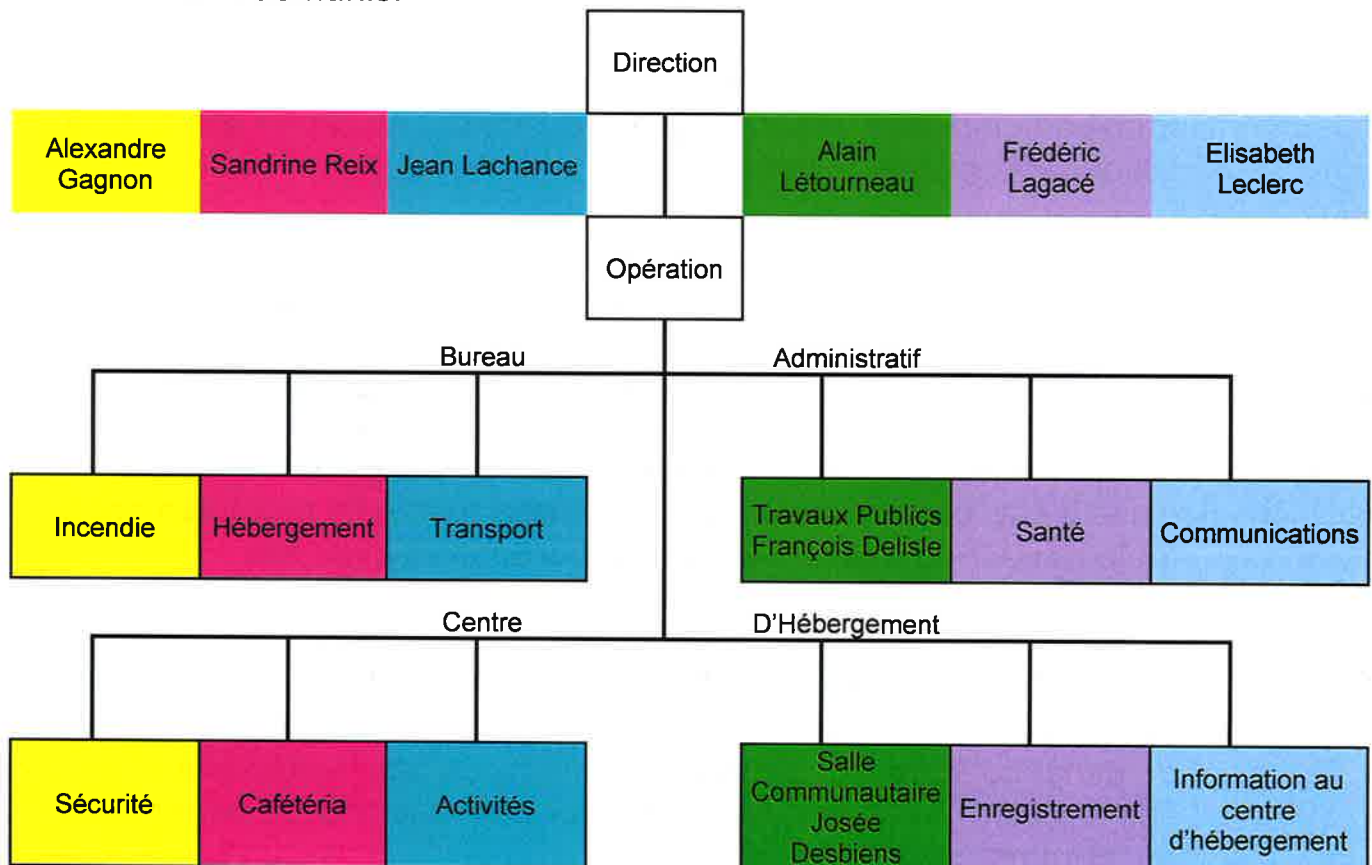 Direction
Alexandre
Gagnon
Sandrine Reix
Jean Lachance
Alain
Létourneau
Frédéric
Lagacé
Elisabeth
Leclerc
Opération
Bureau
Administratif
Incendie
Hébergement
Transport
Travaux Publics
François Delisle
Santé
Communications
Centre
D'Hébergement
Sécurité
Cafétéria
Activités
Salle
Communautaire
Josée
Desbiens
Enregistrement
Information au
centre
d'hébergement